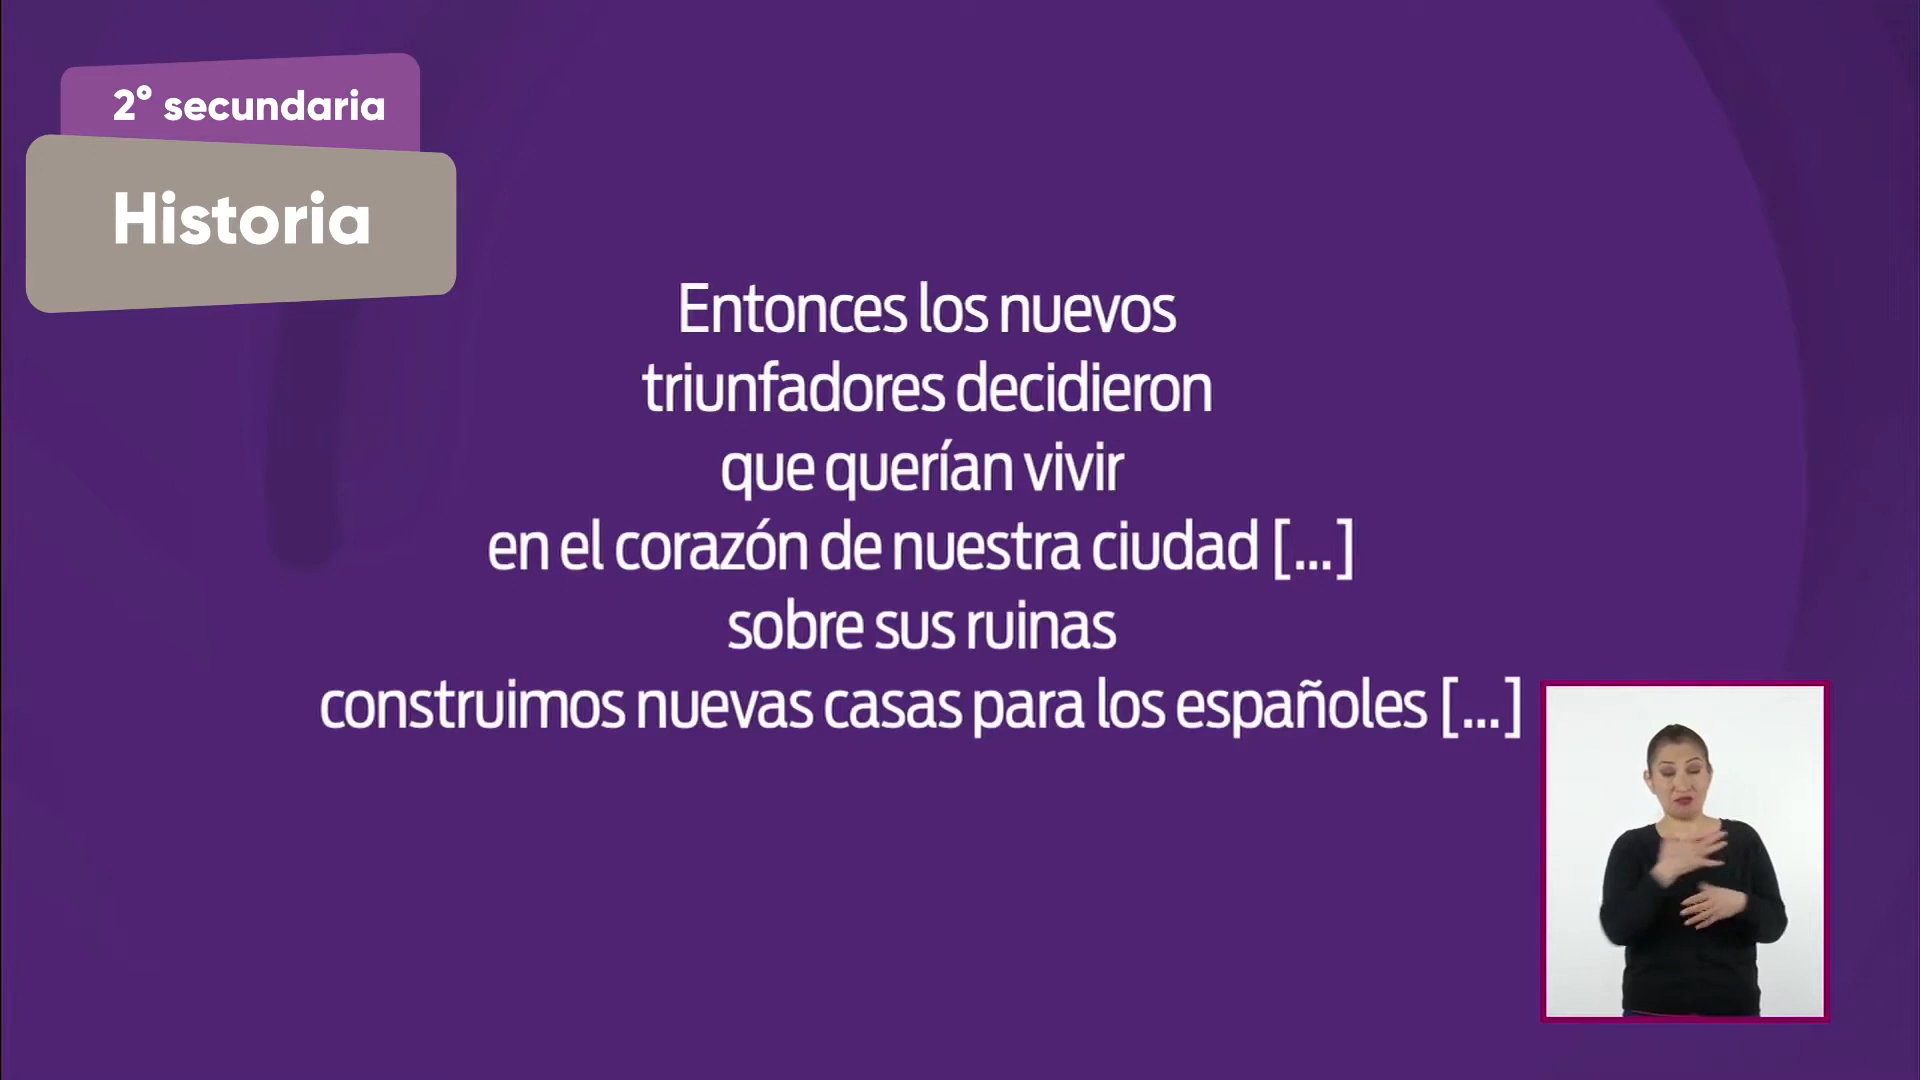 2° secundaria
Historia
Entonces los nuevos
triunfadores decidieron
que querían vivir
en el corazón de nuestra ciudad [...]
sobre sus ruinas
construimos nuevas casas para los españoles [...]